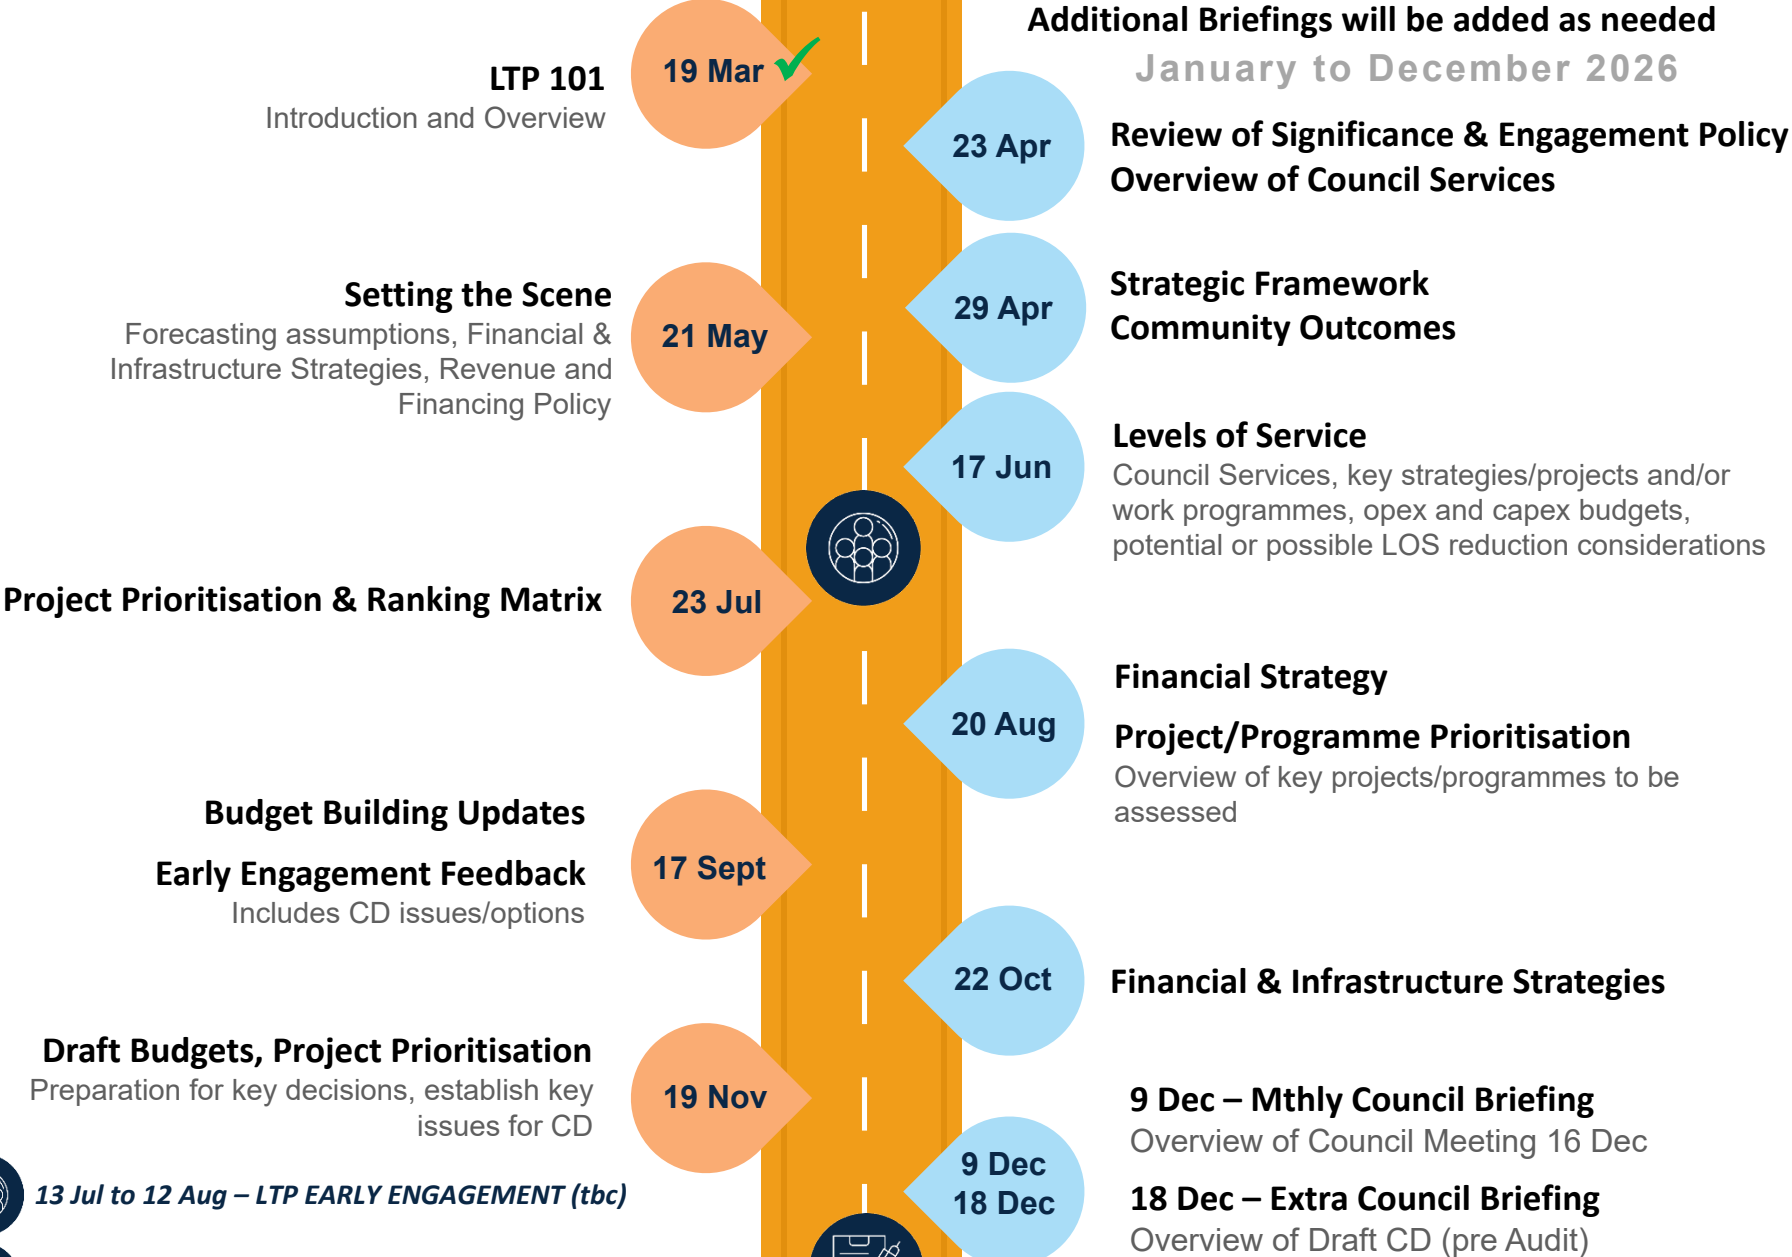 Additional Briefings will be added as needed
January to December 2026
19 Mar
LTP 101
Introduction and Overview
23 Apr
Review of Significance & Engagement Policy
Overview of Council Services
29 Apr
Strategic Framework
Community Outcomes
21 May
Setting the Scene
Forecasting assumptions, Financial &
Infrastructure Strategies, Revenue and
Financing Policy
17 Jun
Levels of Service
Council Services, key strategies/projects and/or
work programmes, opex and capex budgets,
potential or possible LOS reduction considerations
23 Jul
Project Prioritisation & Ranking Matrix
20 Aug
Financial Strategy
Project/Programme Prioritisation
Overview of key projects/programmes to be
assessed
17 Sept
Budget Building Updates
Early Engagement Feedback
Includes CD issues/options
22 Oct
Financial & Infrastructure Strategies
19 Nov
Draft Budgets, Project Prioritisation
Preparation for key decisions, establish key
issues for CD
9 Dec
18 Dec
9 Dec – Mthly Council Briefing
Overview of Council Meeting 16 Dec
18 Dec – Extra Council Briefing
Overview of Draft CD (pre Audit)
13 Jul to 12 Aug – LTP EARLY ENGAGEMENT (tbc)